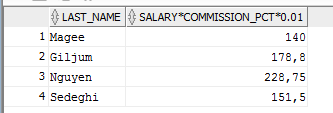 LAST_NAME SALARY*COMMISSION_PCT*0.01
1 Magee 140
2 Giljum 178,8
3 Nguyen 228,75
4 Sedeghi 151,5